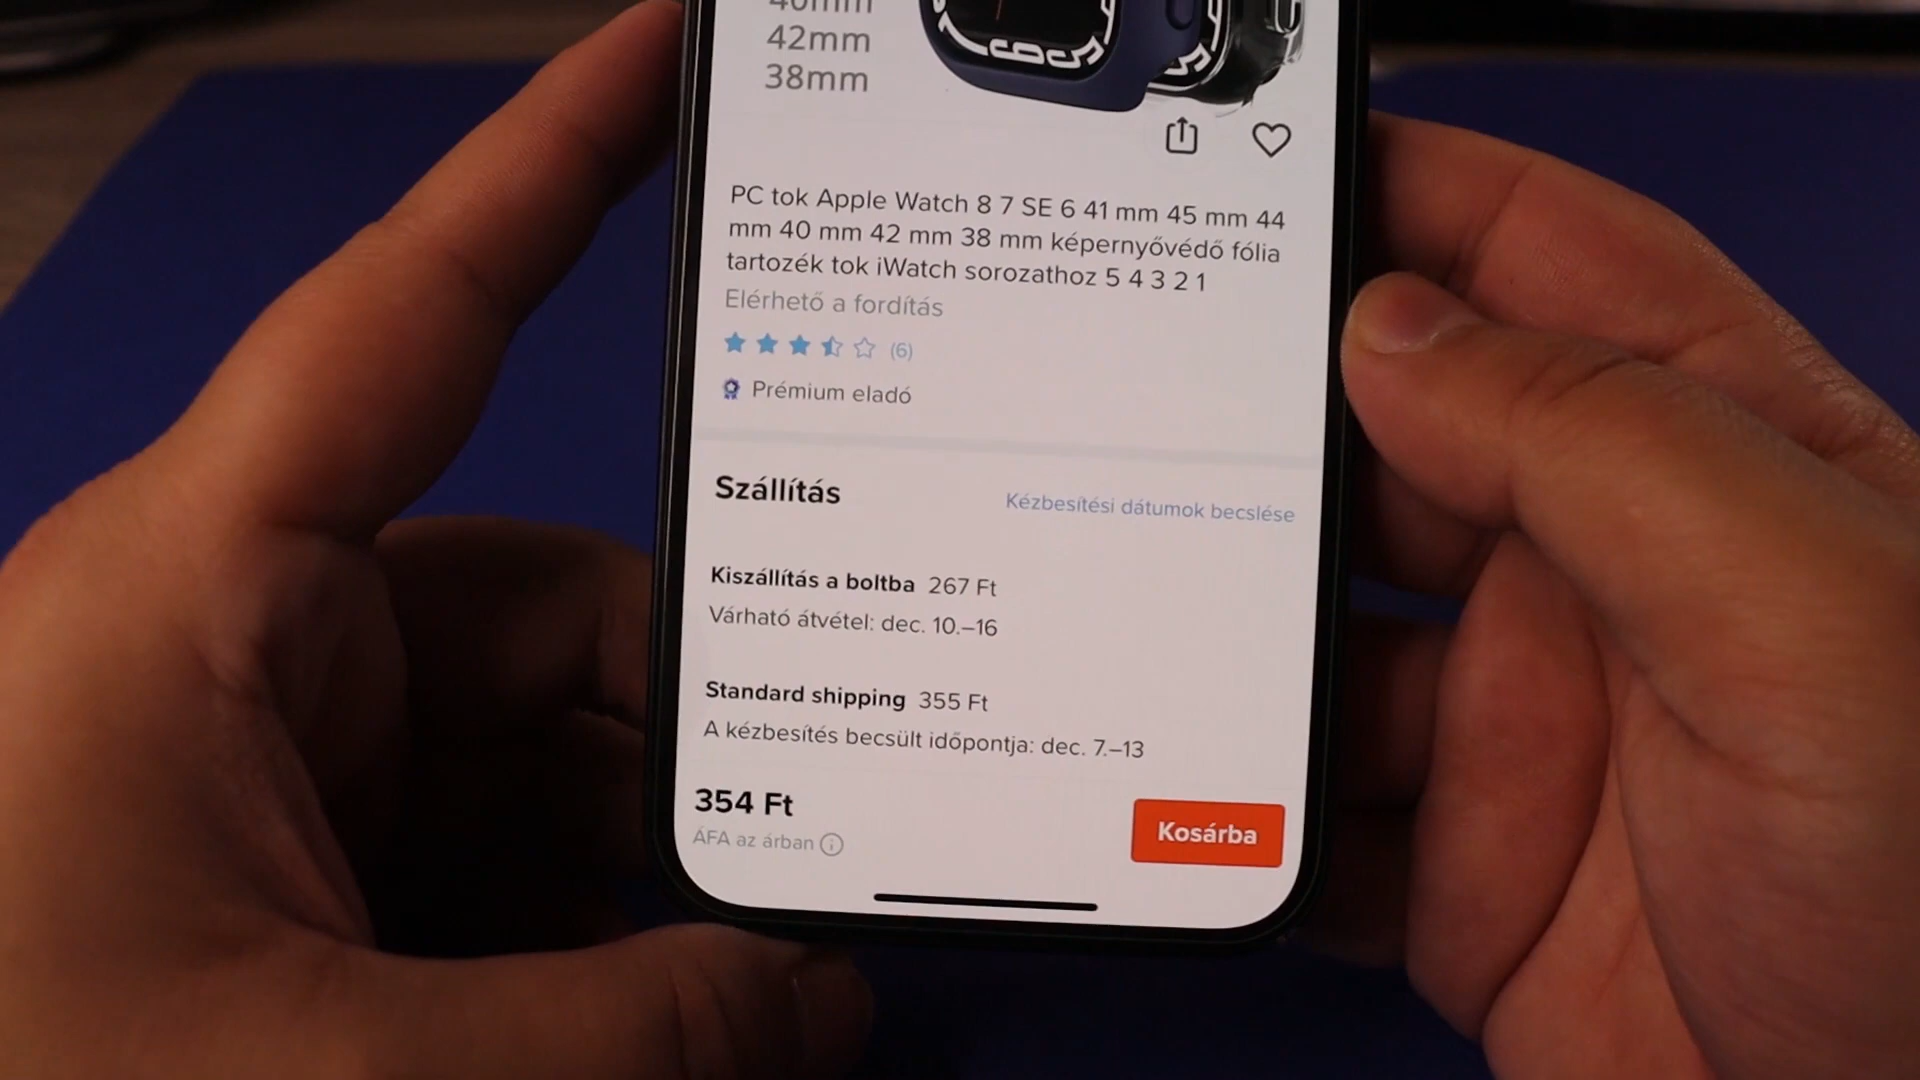 40mm
42mm
38mm
PC tok Apple Watch 8 7 SE 6 41 mm 45 mm 44
mm 40 mm 42 mm 38 mm képernyővédő fólia
tartozék tok iWatch sorozathoz 5 4 3 2 1
Elérhető a fordítás
(6)
Prémium eladó
Szállítás
Kézbesítési dátumok becslése
Kiszállítás a boltba 267 Ft
Várható átvétel: dec. 10.–16
Standard shipping 355 Ft
A kézbesítés becsült időpontja: dec. 7.–13
354 Ft
ÁFA az árban
Kosárba